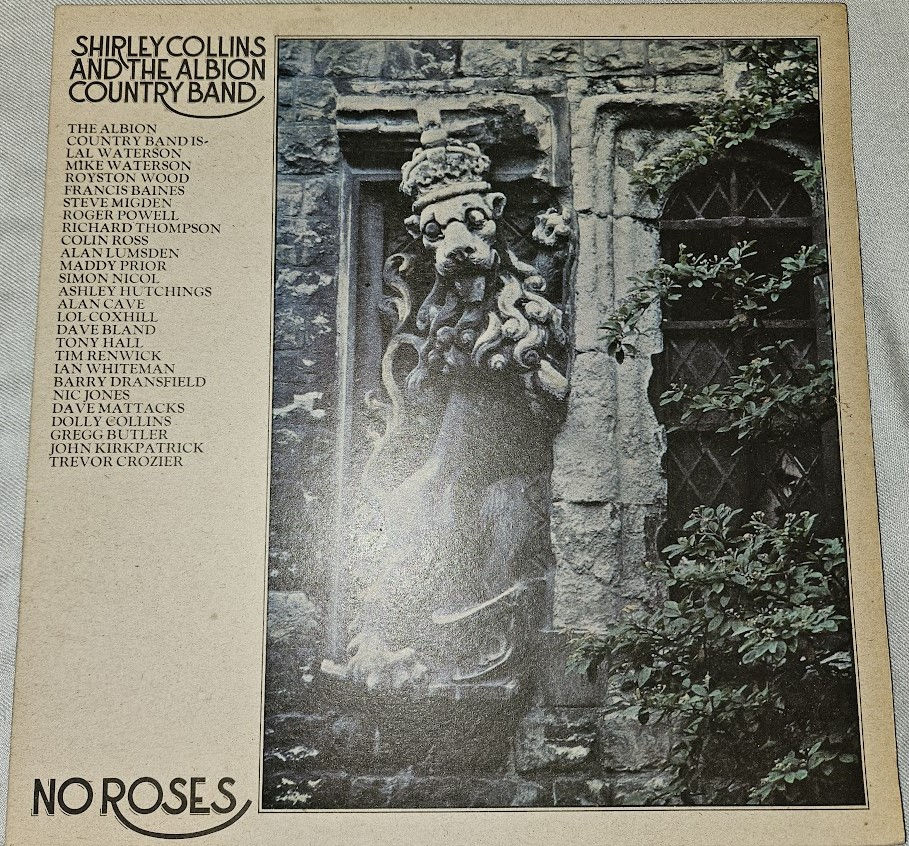 SHIRLEY COLLINS
AND THE ALBION
COUNTRY BAND
THE ALBION
COUNTRY BAND IS-
LAL WATERSON
MIKE WATERSON
ROYSTON WOOD
FRANCIS BAINES
STEVE MIGDEN
ROGER POWELL
RICHARD THOMPSON
COLIN ROSS
ALAN LUMSDEN
MADDY PRIOR
SIMON NICOL
ASHLEY HUTCHINGS
ALAN CAVE
LOL COXHILL
DAVE BLAND
TONY HALL
TIM RENWICK
IAN WHITEMAN
BARRY DRANSFIELD
NIC JONES
DAVE MATTACKS
DOLLY COLLINS
GREGG BUTLER
JOHN KIRKPATRICK
TREVOR CROZIER
NO ROSES